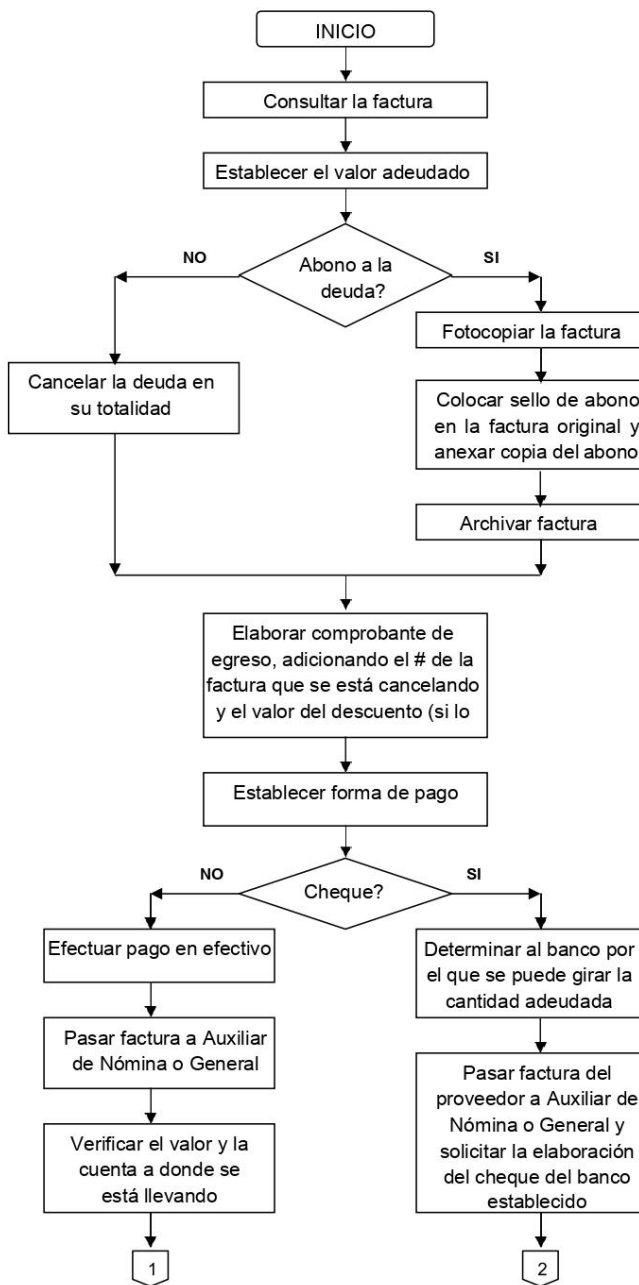 INICIO
Consultar la factura
Establecer el valor adeudado
Abono a la
deuda?
NO
SI
Cancelar la deuda en
su totalidad
Fotocopiar la factura
Colocar sello de abono
en la factura original y
anexar copia del abono
Archivar factura
Elaborar comprobante de
egreso, adicionando el # de la
factura que se está cancelando
y el valor del descuento (si lo
Establecer forma de pago
Cheque?
NO
SI
Efectuar pago en efectivo
Pasar factura a Auxiliar
de Nómina o General
Verificar el valor y la
cuenta a donde se
está llevando
1
Determinar al banco por
el que se puede girar la
cantidad adeudada
Pasar factura del
proveedor a Auxiliar de
Nómina o General y
solicitar la elaboración
del cheque del banco
establecido
2